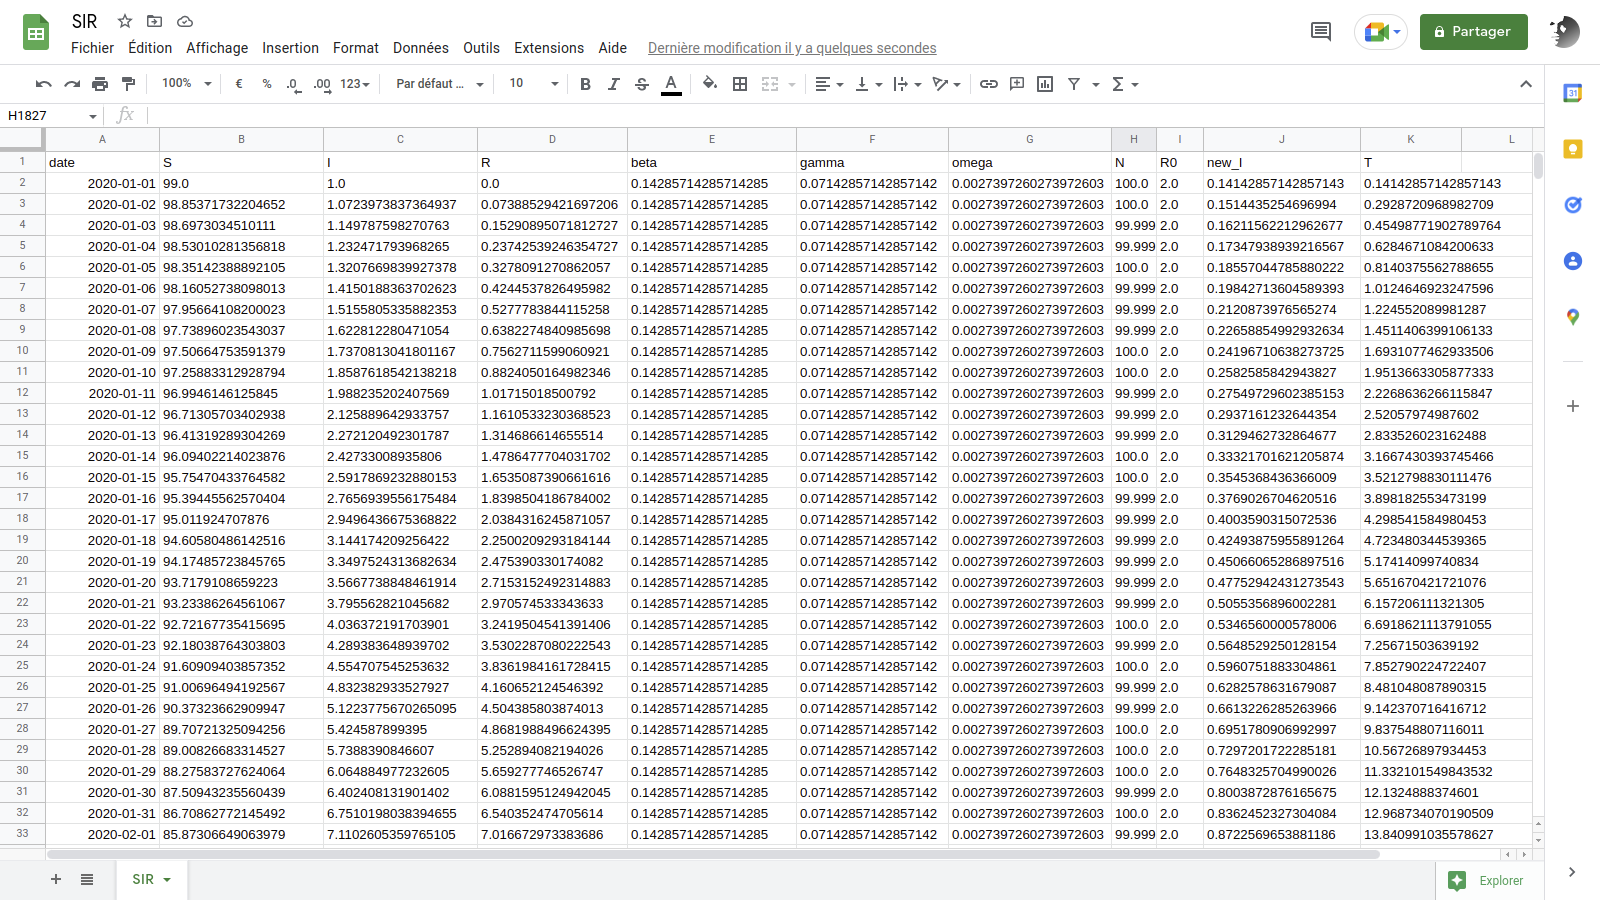 SIR
Fichier Édition Affichage Insertion Format Données Outils Extensions Aide Dernière modification il y a quelques secondes
Partager
100% € % .0 .00 123 Par défaut ... 10 B I S A
31
H1827 fx
A B C D E F G H I J K L
1 date S I R beta gamma omega N R0 new_I T
2 2020-01-01 99.0 1.0 0.0 0.14285714285714285 0.07142857142857142 0.0027397260273972603 100.0 2.0 0.14142857142857143 0.14142857142857143
3 2020-01-02 98.85371732204652 1.0723973837364937 0.07388529421697206 0.14285714285714285 0.07142857142857142 0.0027397260273972603 100.0 2.0 0.1514435254696994 0.2928720968982709
4 2020-01-03 98.6973034510111 1.149787598270763 0.15290895071812727 0.14285714285714285 0.07142857142857142 0.0027397260273972603 99.999 2.0 0.16211562212962677 0.45498771902789764
5 2020-01-04 98.53010281356818 1.232471793968265 0.23742539246354727 0.14285714285714285 0.07142857142857142 0.0027397260273972603 99.999 2.0 0.17347938939216567 0.6284671084200633
6 2020-01-05 98.35142388892105 1.3207669839927378 0.3278091270862057 0.14285714285714285 0.07142857142857142 0.0027397260273972603 100.0 2.0 0.18557044785880222 0.8140375562788655
7 2020-01-06 98.16052738098013 1.4150188363702623 0.4244537826495982 0.14285714285714285 0.07142857142857142 0.0027397260273972603 99.999 2.0 0.19842713604589393 1.0124646923247596
8 2020-01-07 97.95664108200023 1.5155805335882353 0.5277783844115258 0.14285714285714285 0.07142857142857142 0.0027397260273972603 99.999 2.0 0.2120873976565274 1.224552089981287
9 2020-01-08 97.73896023543037 1.622812280471054 0.6382274840985698 0.14285714285714285 0.07142857142857142 0.0027397260273972603 99.999 2.0 0.22658854992932634 1.4511406399106133
10 2020-01-09 97.50664753591379 1.7370813041801167 0.7562711599060921 0.14285714285714285 0.07142857142857142 0.0027397260273972603 100.0 2.0 0.24196710638273725 1.6931077462933506
11 2020-01-10 97.25883312928794 1.8587618542138218 0.8824050164982346 0.14285714285714285 0.07142857142857142 0.0027397260273972603 100.0 2.0 0.2582585842943827 1.9513663305877333
12 2020-01-11 96.9946146125845 1.988235202407569 1.01715018500792 0.14285714285714285 0.07142857142857142 0.0027397260273972603 99.999 2.0 0.27549729602385153 2.2268636266115847
13 2020-01-12 96.71305703402938 2.125889642933757 1.1610533230368523 0.14285714285714285 0.07142857142857142 0.0027397260273972603 99.999 2.0 0.2937161232644354 2.52057974987602
14 2020-01-13 96.41319289304269 2.272120492301787 1.314686614655514 0.14285714285714285 0.07142857142857142 0.0027397260273972603 99.999 2.0 0.3129462732864677 2.833526023162488
15 2020-01-14 96.09402214023876 2.42733008935806 1.4786477704031702 0.14285714285714285 0.07142857142857142 0.0027397260273972603 100.0 2.0 0.33321701621205874 3.1667430393745466
16 2020-01-15 95.75470433764582 2.5917869232880153 1.6535087390661616 0.14285714285714285 0.07142857142857142 0.0027397260273972603 100.0 2.0 0.3545368436366009 3.5212798830111476
17 2020-01-16 95.39445562570404 2.7656939556175484 1.8398504186784002 0.14285714285714285 0.07142857142857142 0.0027397260273972603 99.999 2.0 0.3769026704620516 3.898182553473199
18 2020-01-17 95.011924707876 2.9496436675368822 2.0384316245871057 0.14285714285714285 0.07142857142857142 0.0027397260273972603 99.999 2.0 0.4003590315072536 4.298541584980453
19 2020-01-18 94.60580486142516 3.144174209256422 2.2500209293184144 0.14285714285714285 0.07142857142857142 0.0027397260273972603 99.999 2.0 0.42493875955891264 4.723480344539365
20 2020-01-19 94.17485723845765 3.3497524313682634 2.475390330174082 0.14285714285714285 0.07142857142857142 0.0027397260273972603 99.999 2.0 0.45066065286897516 5.17414099740834
21 2020-01-20 93.7179108659223 3.5667738848461914 2.7153152492314883 0.14285714285714285 0.07142857142857142 0.0027397260273972603 99.999 2.0 0.47752942431273543 5.651670421721076
22 2020-01-21 93.23386264561067 3.795562821045682 2.970574533343633 0.14285714285714285 0.07142857142857142 0.0027397260273972603 99.999 2.0 0.5055356896002281 6.157206111321305
23 2020-01-22 92.72167735415695 4.036372191703901 3.2419504541391406 0.14285714285714285 0.07142857142857142 0.0027397260273972603 100.0 2.0 0.5346560000578006 6.6918621113791055
24 2020-01-23 92.18038764303803 4.289383648939702 3.5302287080222543 0.14285714285714285 0.07142857142857142 0.0027397260273972603 99.999 2.0 0.5648529250128154 7.25671503639192
25 2020-01-24 91.60909403857352 4.554707545253632 3.8361984161728415 0.14285714285714285 0.07142857142857142 0.0027397260273972603 100.0 2.0 0.5960751883304861 7.852790224722407
26 2020-01-25 91.00696494192567 4.832382933527927 4.160652124546392 0.14285714285714285 0.07142857142857142 0.0027397260273972603 99.999 2.0 0.6282578631679087 8.481048087890315
27 2020-01-26 90.37323662909947 5.1223775670265095 4.504385803874013 0.14285714285714285 0.07142857142857142 0.0027397260273972603 99.999 2.0 0.6613226285263966 9.142370716416712
28 2020-01-27 89.70721325094256 5.424587899395 4.8681988496624395 0.14285714285714285 0.07142857142857142 0.0027397260273972603 100.0 2.0 0.6951780906992997 9.837548807116011
29 2020-01-28 89.00826683314527 5.7388390846607 5.252894082194026 0.14285714285714285 0.07142857142857142 0.0027397260273972603 100.0 2.0 0.7297201722285181 10.56726897934453
30 2020-01-29 88.27583727624064 6.064884977232605 5.659277746526747 0.14285714285714285 0.07142857142857142 0.0027397260273972603 100.0 2.0 0.7648325704990026 11.332101549843532
31 2020-01-30 87.50943235560439 6.402408131901402 6.0881595124942045 0.14285714285714285 0.07142857142857142 0.0027397260273972603 99.999 2.0 0.8003872876165675 12.1324888374601
32 2020-01-31 86.70862772145492 6.7510198038394655 6.540352474705614 0.14285714285714285 0.07142857142857142 0.0027397260273972603 100.0 2.0 0.836245232730​4084 12.968734070190509
33 2020-02-01 85.87306649063979 7.1102605359765105 7.016672973383686 0.14285714285714285 0.07142857142857142 0.0027397260273972603 99.999 2.0 0.8722569653881186 13.840991035578627
SIR
Explorer